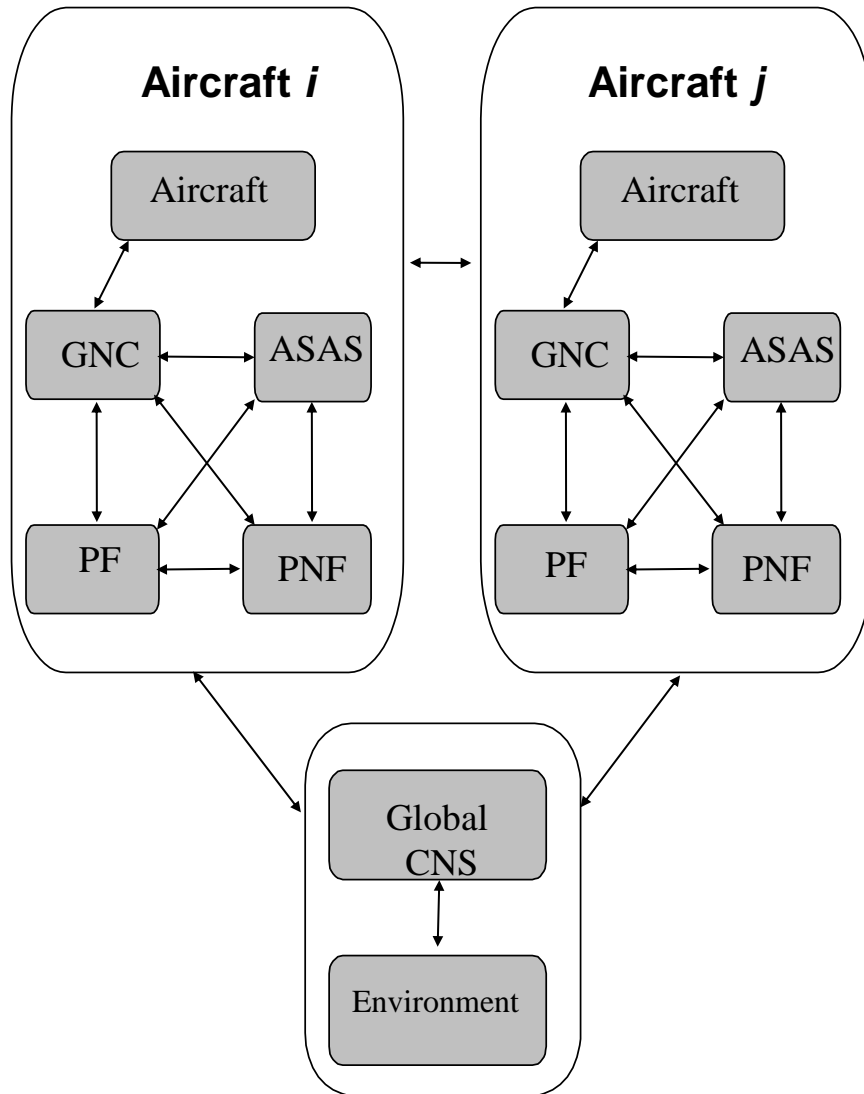 Aircraft i
Aircraft
GNC
ASAS
PF
PNF
Aircraft j
Aircraft
GNC
ASAS
PF
PNF
Global
CNS
Environment